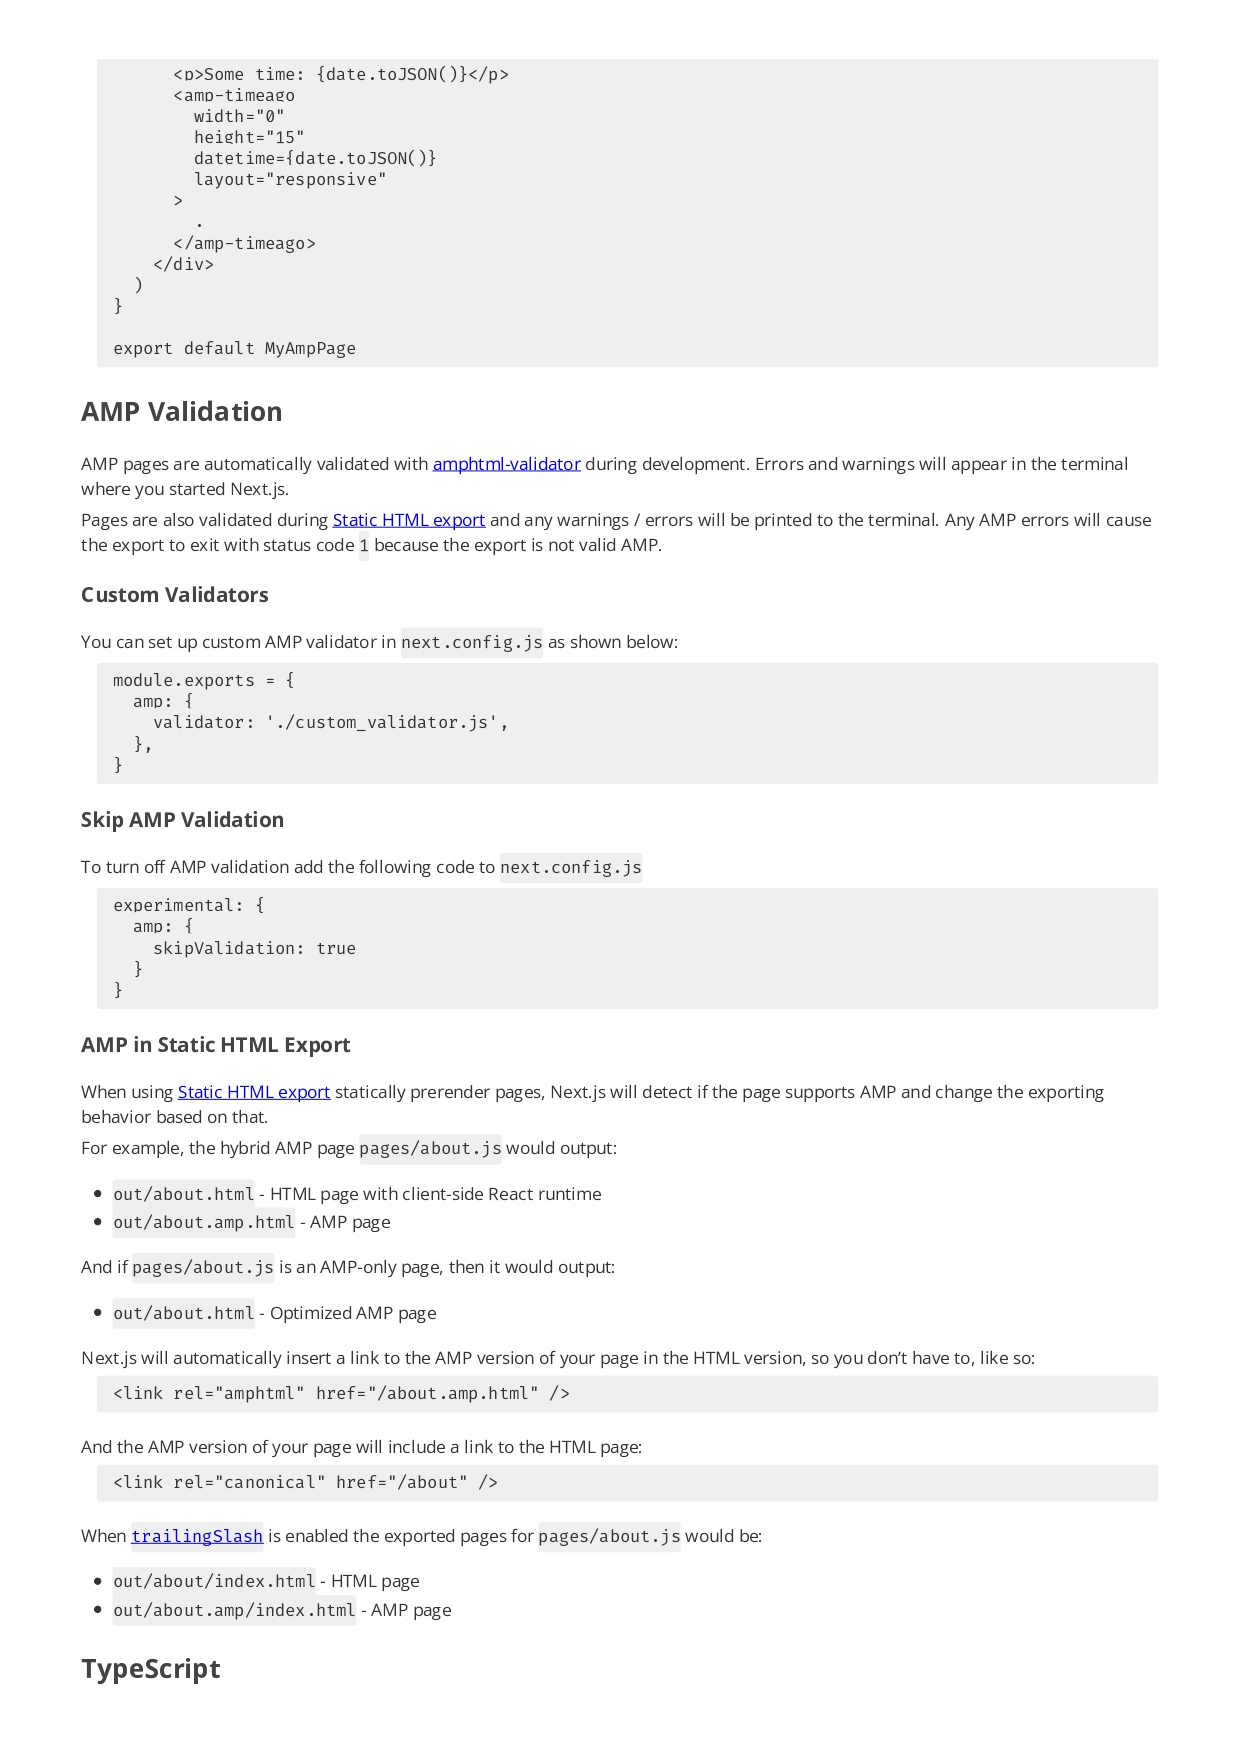 <p>Some time: {date.toJSON()}</p>
<amp-timeago
width="0"
height="15"
datetime={date.toJSON()}
layout="responsive"
>
.
</amp-timeago>
</div>
)
}
export default MyAmpPage
AMP Validation
AMP pages are automatically validated with amphtml-validator during development. Errors and warnings will appear in the terminal
where you started Next.js.
Pages are also validated during Static HTML export and any warnings / errors will be printed to the terminal. Any AMP errors will cause
the export to exit with status code 1 because the export is not valid AMP.
Custom Validators
You can set up custom AMP validator in next.config.js as shown below:
module.exports = {
amp: {
validator: './custom_validator.js',
},
}
Skip AMP Validation
To turn off AMP validation add the following code to next.config.js
experimental: {
amp: {
skipValidation: true
}
}
AMP in Static HTML Export
When using Static HTML export statically prerender pages, Next.js will detect if the page supports AMP and change the exporting
behavior based on that.
For example, the hybrid AMP page pages/about.js would output:
• out/about.html - HTML page with client-side React runtime
• out/about.amp.html - AMP page
And if pages/about.js is an AMP-only page, then it would output:
• out/about.html - Optimized AMP page
Next.js will automatically insert a link to the AMP version of your page in the HTML version, so you don’t have to, like so:
<link rel="amphtml" href="/about.amp.html" />
And the AMP version of your page will include a link to the HTML page:
<link rel="canonical" href="/about" />
When trailingSlash is enabled the exported pages for pages/about.js would be:
• out/about/index.html - HTML page
• out/about.amp/index.html - AMP page
TypeScript